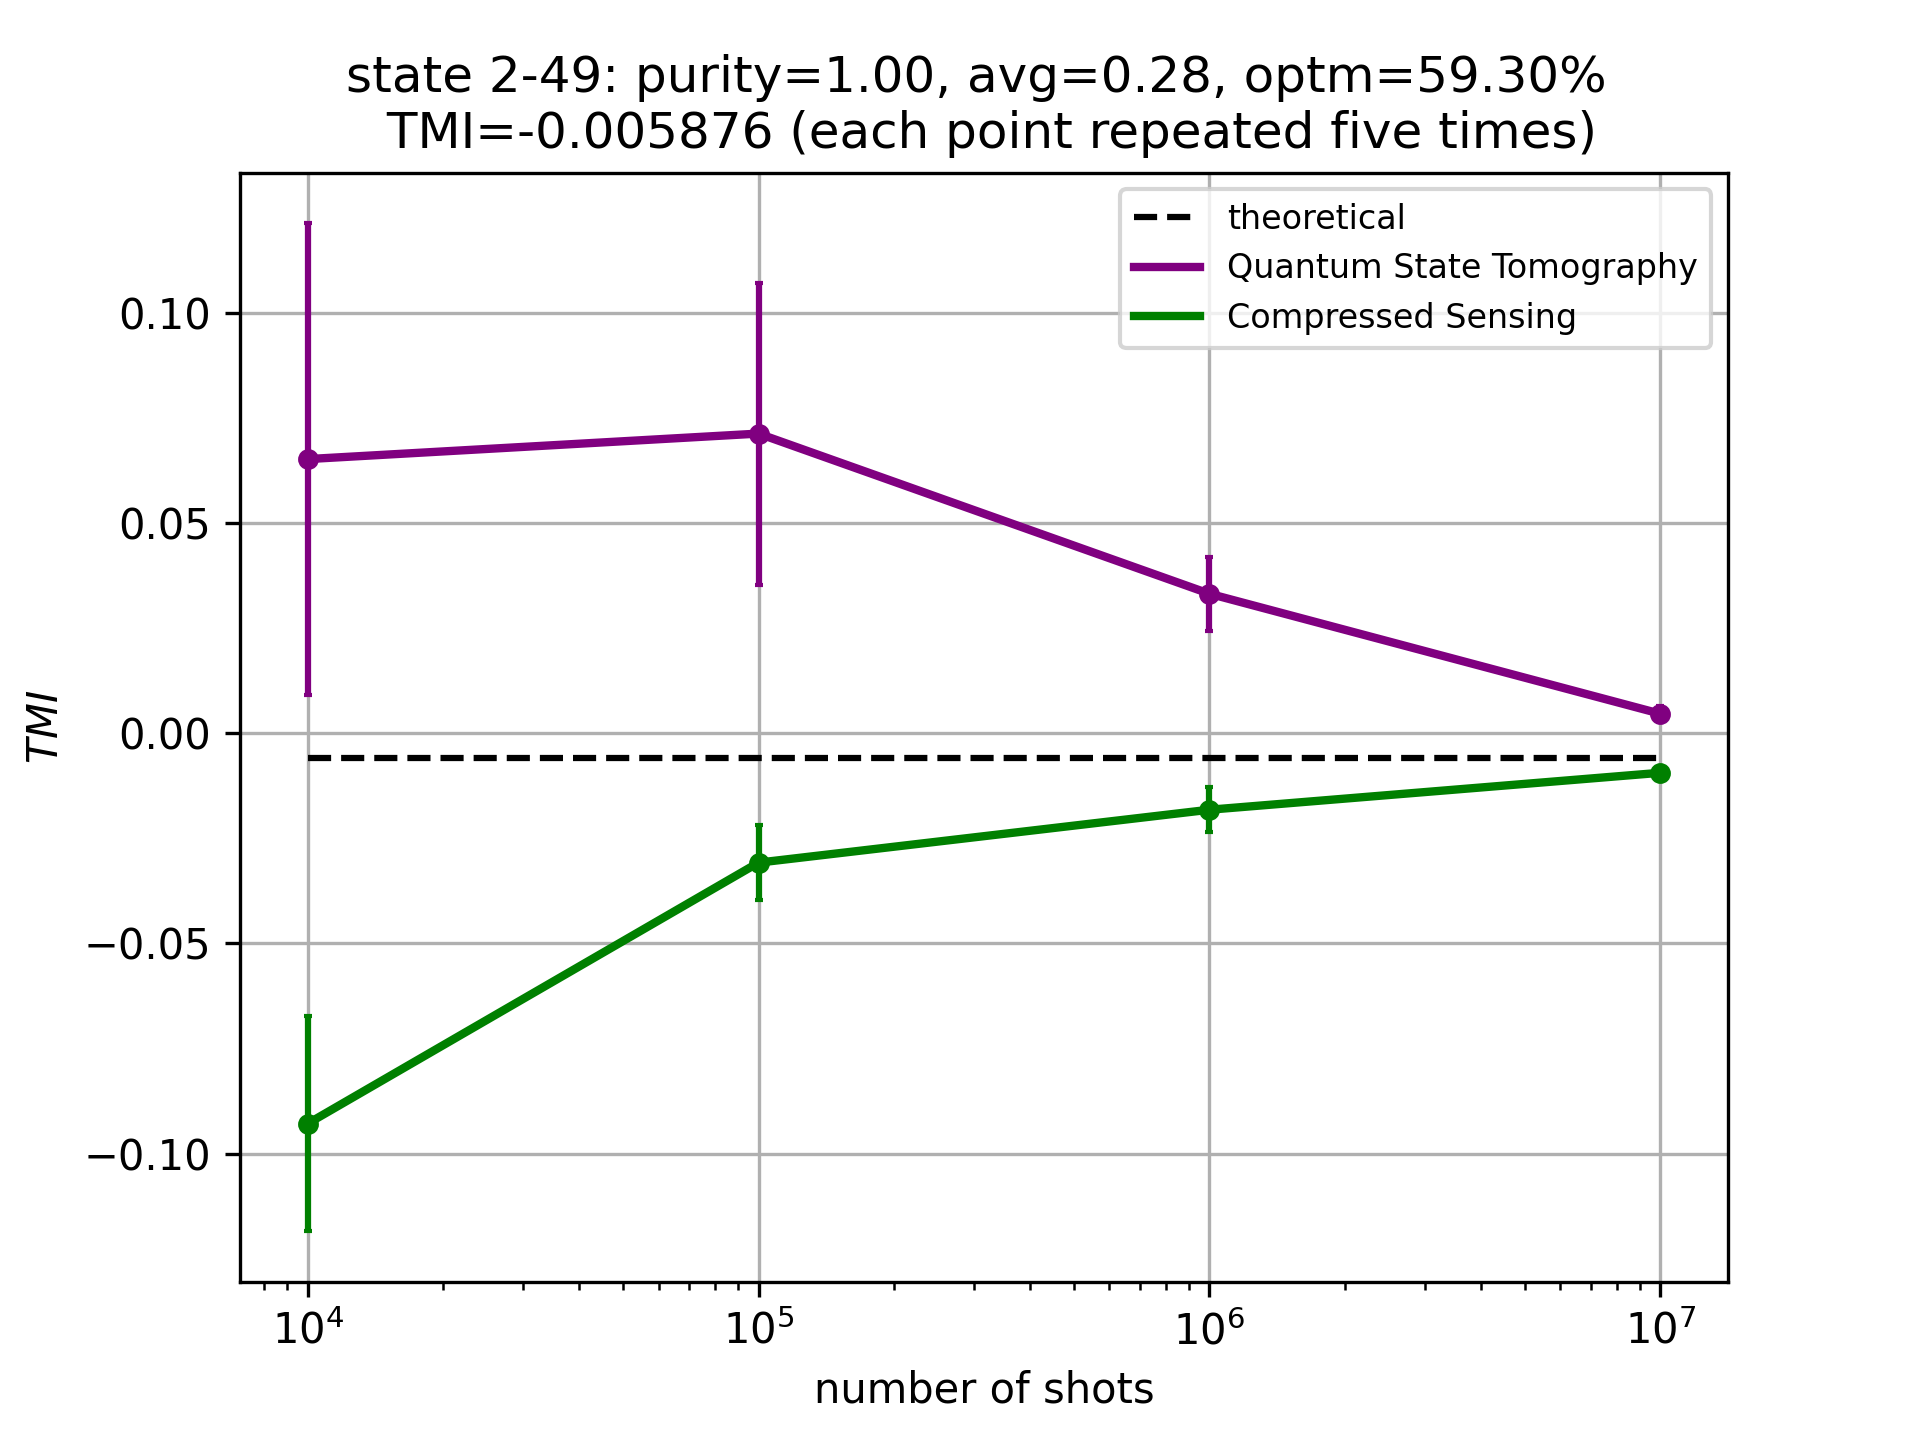 state 2-49: purity=1.00, avg=0.28, optm=59.30%
TMI=-0.005876 (each point repeated five times)
theoretical
Quantum State Tomography
Compressed Sensing
0.10
0.05
0.00
−0.05
−0.10
TMI
10⁴ 10⁵ 10⁶ 10⁷
number of shots